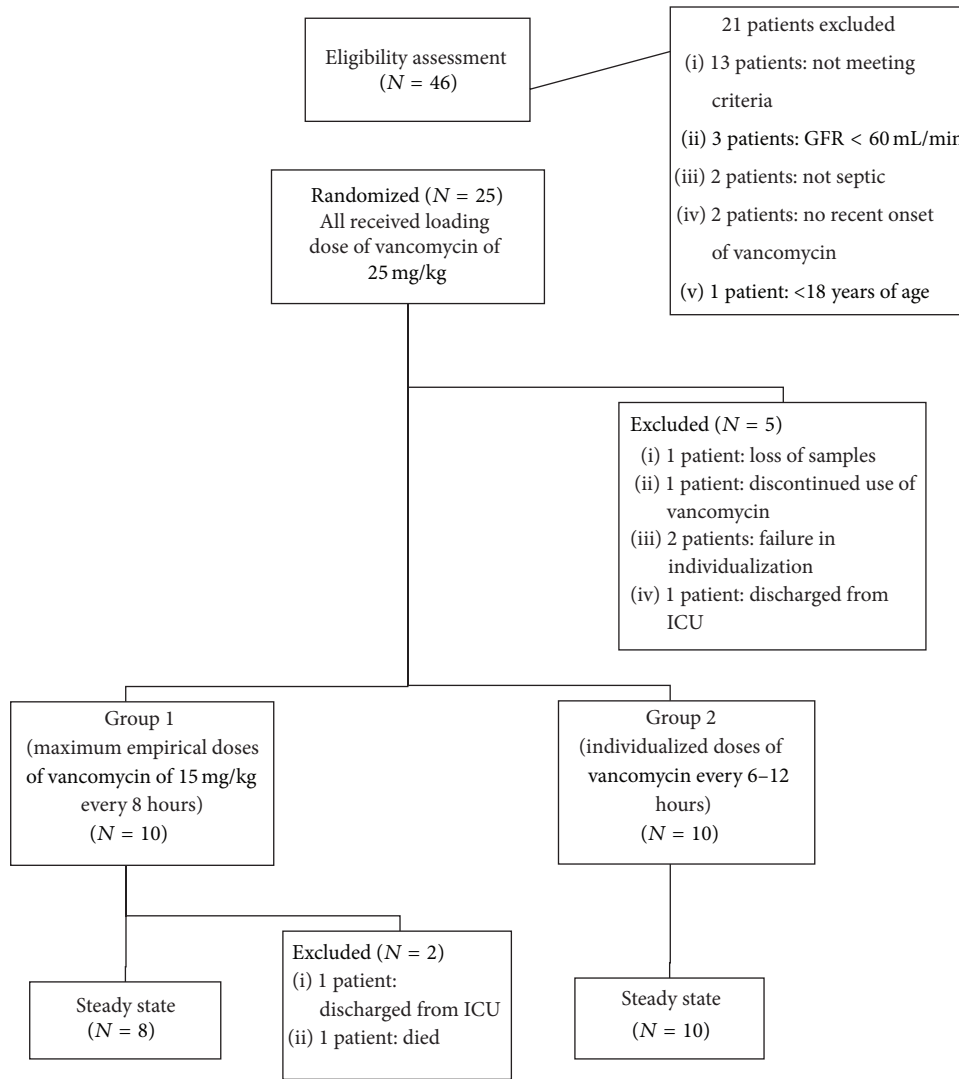 Eligibility assessment
(N = 46)
21 patients excluded
(i) 13 patients: not meeting
criteria
(ii) 3 patients: GFR < 60 mL/min
(iii) 2 patients: not septic
(iv) 2 patients: no recent onset
of vancomycin
(v) 1 patient: <18 years of age
Randomized (N = 25)
All received loading
dose of vancomycin of
25 mg/kg
Excluded (N = 5)
(i) 1 patient: loss of samples
(ii) 1 patient: discontinued use of
vancomycin
(iii) 2 patients: failure in
individualization
(iv) 1 patient: discharged from
ICU
Group 1
(maximum empirical doses
of vancomycin of 15 mg/kg
every 8 hours)
(N = 10)
Group 2
(individualized doses of
vancomycin every 6–12
hours)
(N = 10)
Excluded (N = 2)
(i) 1 patient:
discharged from ICU
(ii) 1 patient: died
Steady state
(N = 8)
Steady state
(N = 10)